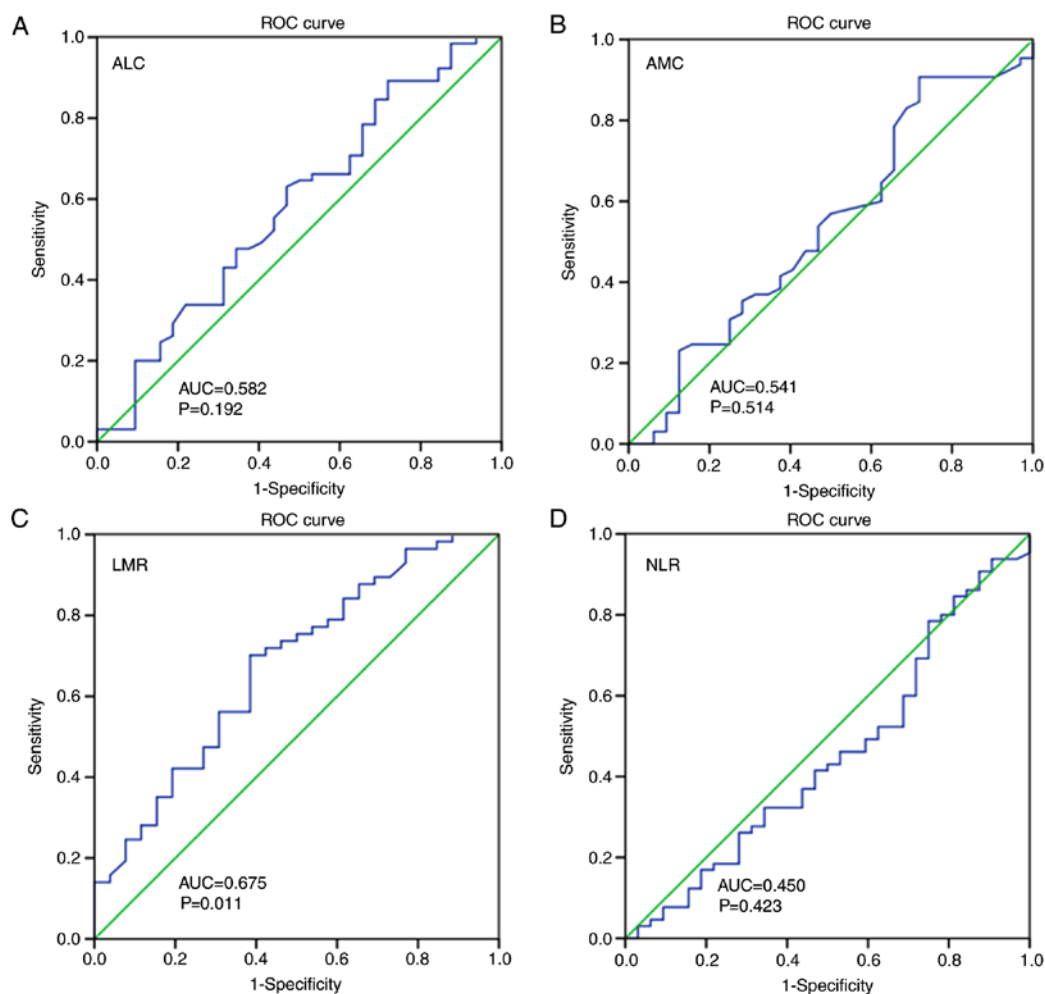 A
ROC curve
ALC
1.0
0.8
0.6
0.4
0.2
0.0
Sensitivity
AUC=0.582
P=0.192
0.0 0.2 0.4 0.6 0.8 1.0
1-Specificity
B
ROC curve
AMC
1.0
0.8
0.6
0.4
0.2
0.0
Sensitivity
AUC=0.541
P=0.514
0.0 0.2 0.4 0.6 0.8 1.0
1-Specificity
C
ROC curve
LMR
1.0
0.8
0.6
0.4
0.2
0.0
Sensitivity
AUC=0.675
P=0.011
0.0 0.2 0.4 0.6 0.8 1.0
1-Specificity
D
ROC curve
NLR
1.0
0.8
0.6
0.4
0.2
0.0
Sensitivity
AUC=0.450
P=0.423
0.0 0.2 0.4 0.6 0.8 1.0
1-Specificity